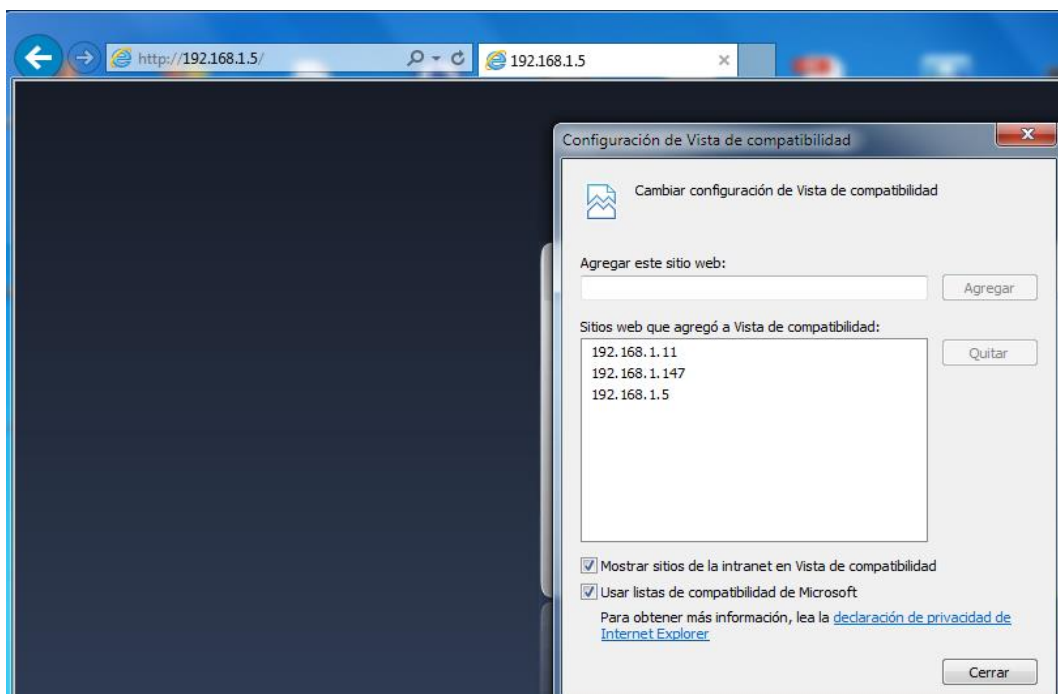 http://192.168.1.5/
192.168.1.5
Configuración de Vista de compatibilidad
Cambiar configuración de Vista de compatibilidad
Agregar este sitio web:
Agregar
Sitios web que agregó a Vista de compatibilidad:
192.168.1.11
192.168.1.147
192.168.1.5
Quitar
Mostrar sitios de la intranet en Vista de compatibilidad
Usar listas de compatibilidad de Microsoft
Para obtener más información, lea la declaración de privacidad de
Internet Explorer
Cerrar